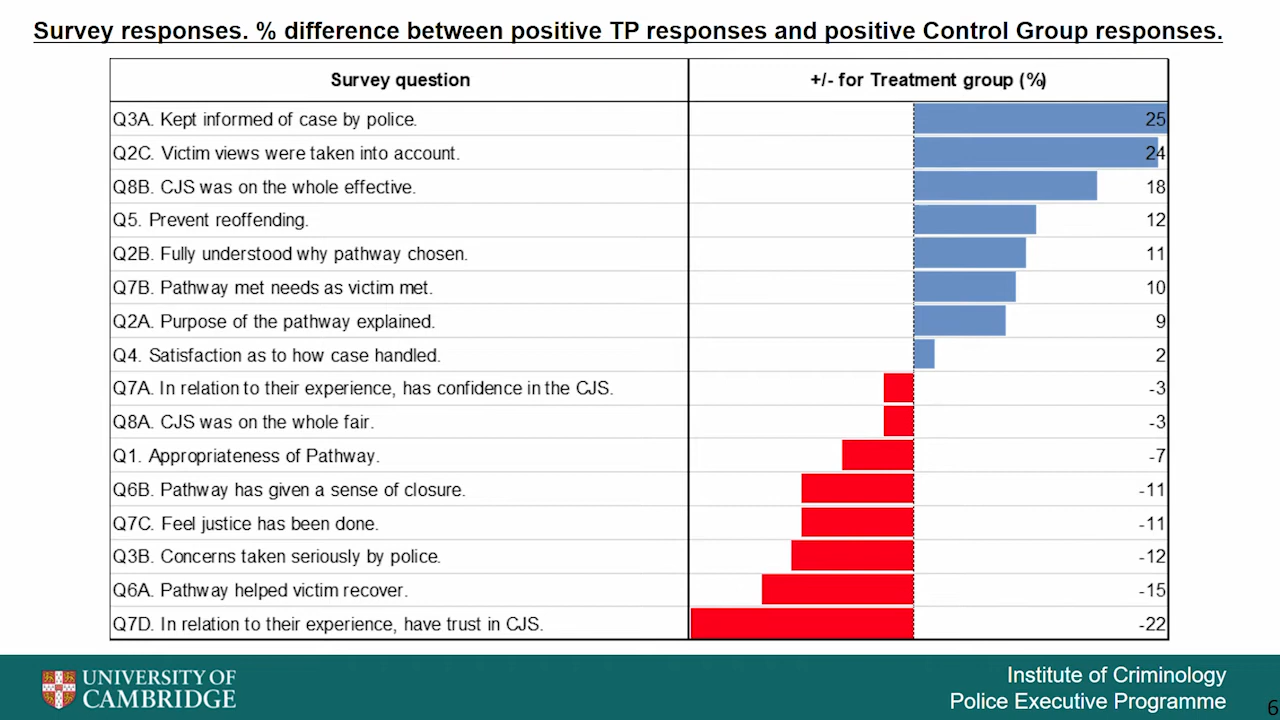 Survey responses. % difference between positive TP responses and positive Control Group responses.
Survey question +/- for Treatment group (%)
Q3A. Kept informed of case by police. 25
Q2C. Victim views were taken into account. 24
Q8B. CJS was on the whole effective. 18
Q5. Prevent reoffending. 12
Q2B. Fully understood why pathway chosen. 11
Q7B. Pathway met needs as victim met. 10
Q2A. Purpose of the pathway explained. 9
Q4. Satisfaction as to how case handled. 2
Q7A. In relation to their experience, has confidence in the CJS. -3
Q8A. CJS was on the whole fair. -3
Q1. Appropriateness of Pathway. -7
Q6B. Pathway has given a sense of closure. -11
Q7C. Feel justice has been done. -11
Q3B. Concerns taken seriously by police. -12
Q6A. Pathway helped victim recover. -15
Q7D. In relation to their experience, have trust in CJS. -22
UNIVERSITY OF
CAMBRIDGE
Institute of Criminology
Police Executive Programme
6